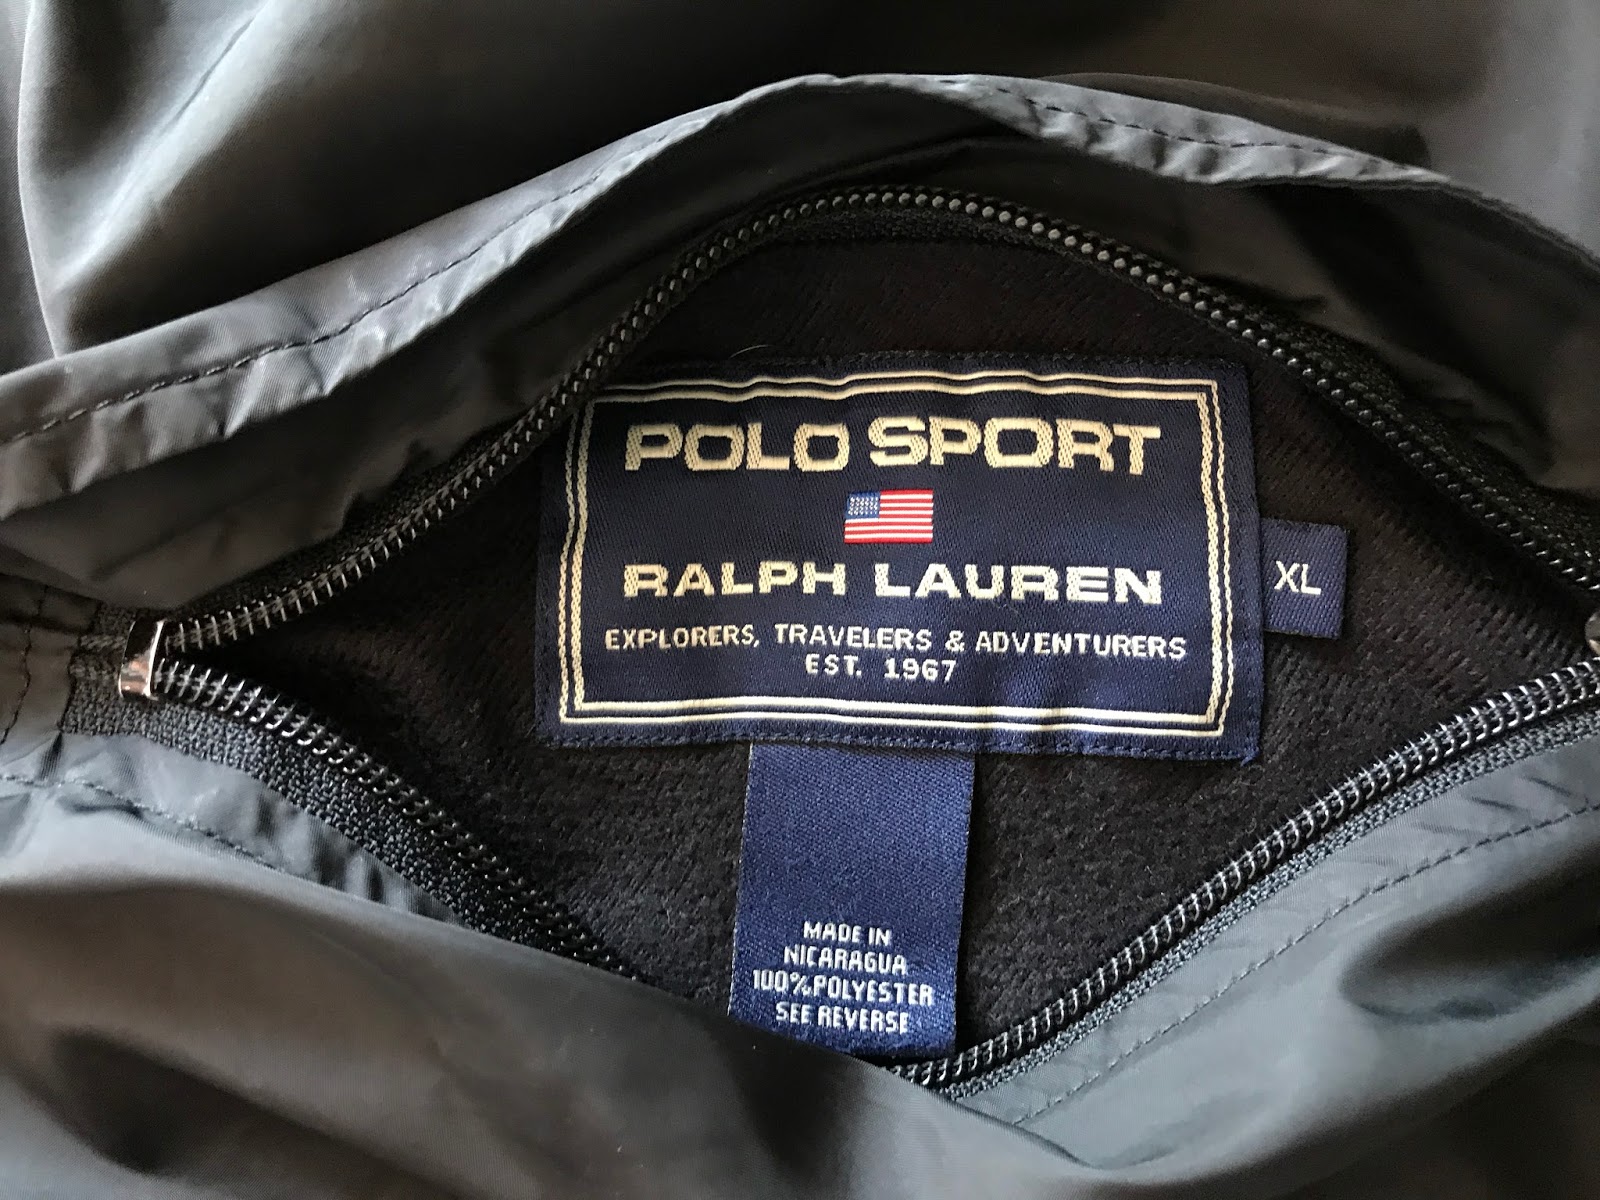 POLO SPORT
RALPH LAUREN
EXPLORERS, TRAVELERS & ADVENTURERS
EST. 1967
XL
MADE IN
NICARAGUA
100%POLYESTER
SEE REVERSE